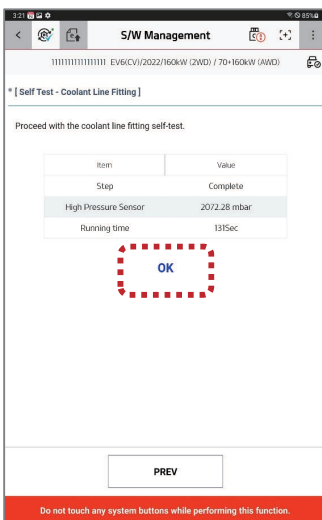 3:21 85%
S/W Management
1111111111111111 EV6(CV)/2022/160kW (2WD) / 70+160kW (AWD)
* [ Self Test - Coolant Line Fitting ]
Proceed with the coolant line fitting self-test.
Item Value
Step Complete
High Pressure Sensor 2072.28 mbar
Running time 131Sec
OK
PREV
Do not touch any system buttons while performing this function.